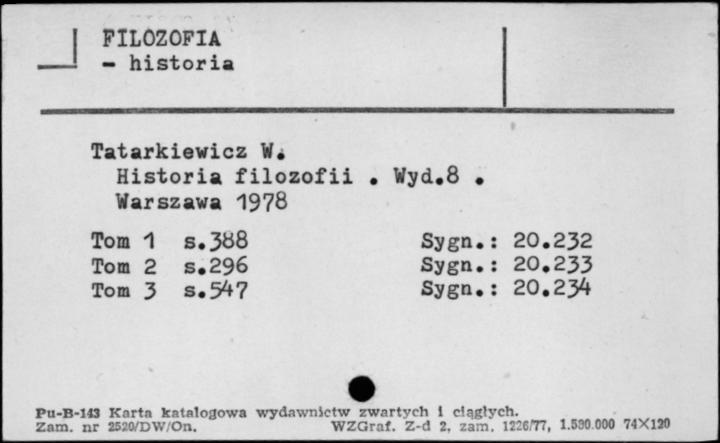 FILOZOFIA
- historia
Tatarkiewicz W.
Historia filozofii . Wyd.8 .
Warszawa 1978
Tom 1 s.388 Sygn.: 20.232
Tom 2 s.296 Sygn.: 20.233
Tom 3 s.547 Sygn.: 20.234
Pu-B-143 Karta katalogowa wydawnictw zwartych i ciągłych.
Zam. nr 2520/DW/On. WZGraf. Z-d 2, zam. 1226/77, 1.530.000 74X120